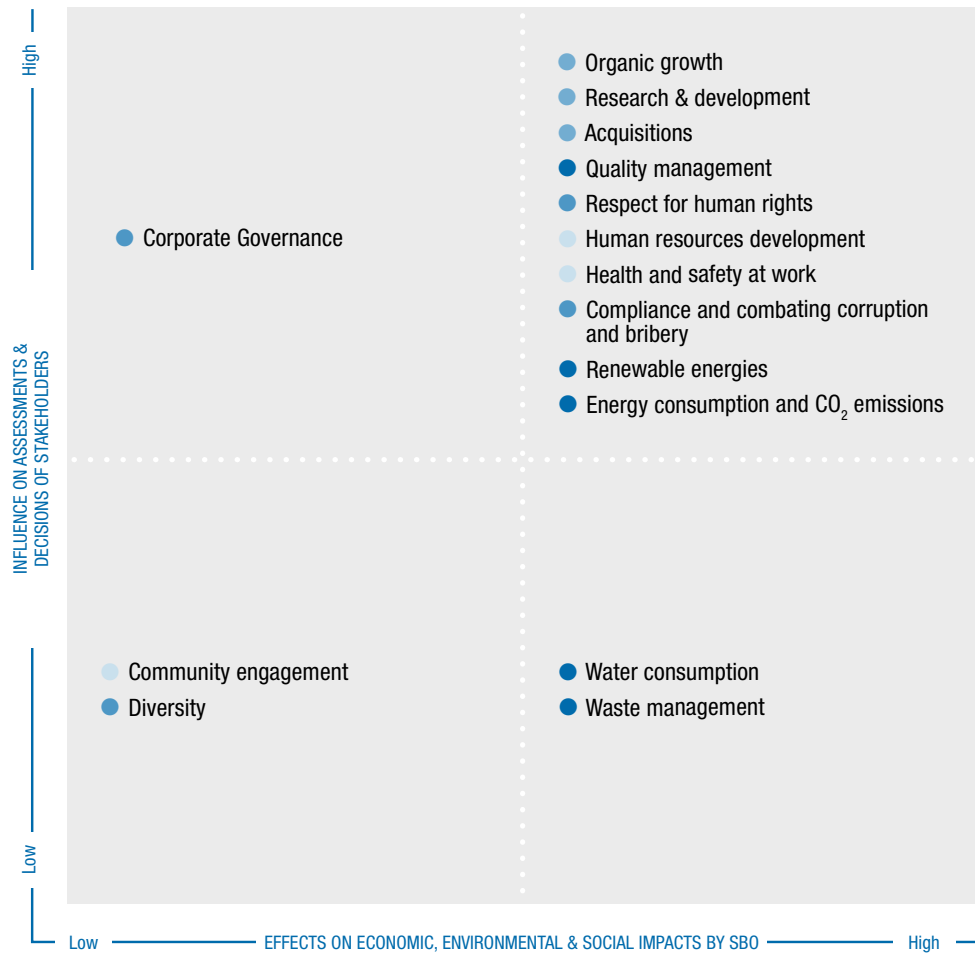 High
INFLUENCE ON ASSESSMENTS &
DECISIONS OF STAKEHOLDERS
Low
Corporate Governance
Organic growth
Research & development
Acquisitions
Quality management
Respect for human rights
Human resources development
Health and safety at work
Compliance and combating corruption
and bribery
Renewable energies
Energy consumption and CO₂ emissions
Community engagement
Diversity
Water consumption
Waste management
Low
EFFECTS ON ECONOMIC, ENVIRONMENTAL & SOCIAL IMPACTS BY SBO
High